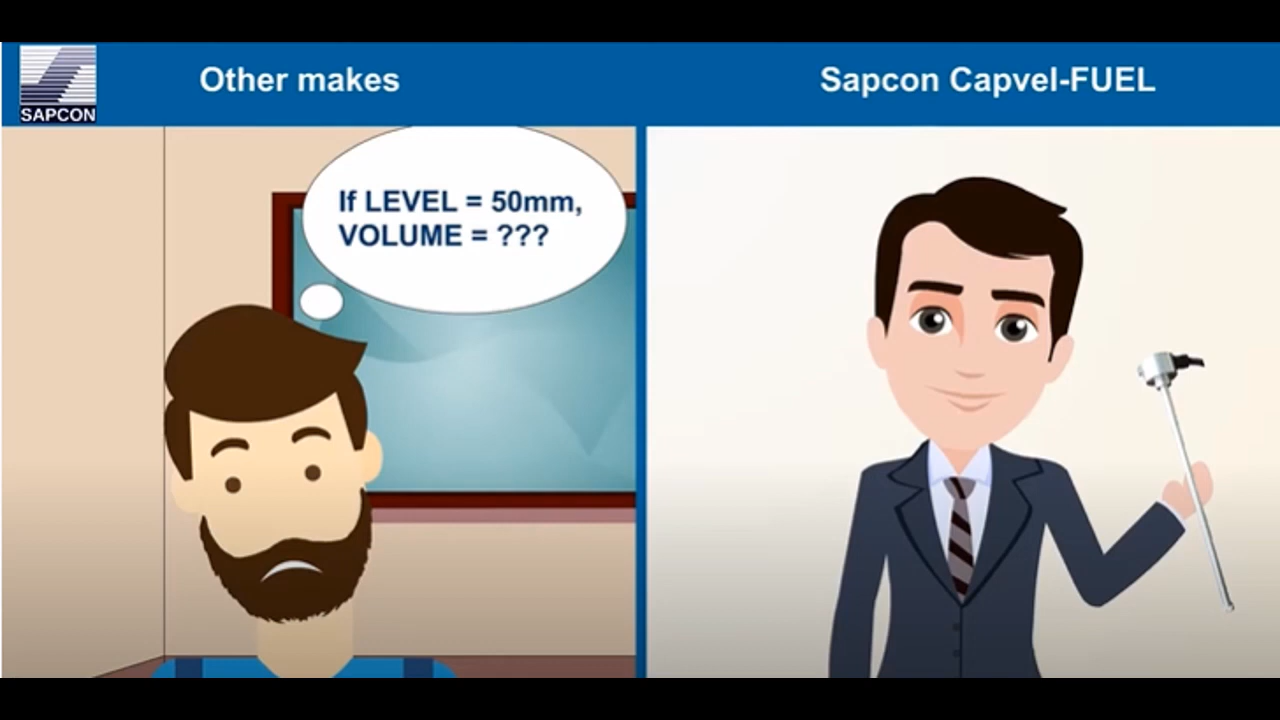 SAPCON
Other makes
Sapcon Capvel-FUEL
If LEVEL = 50mm,
VOLUME = ???